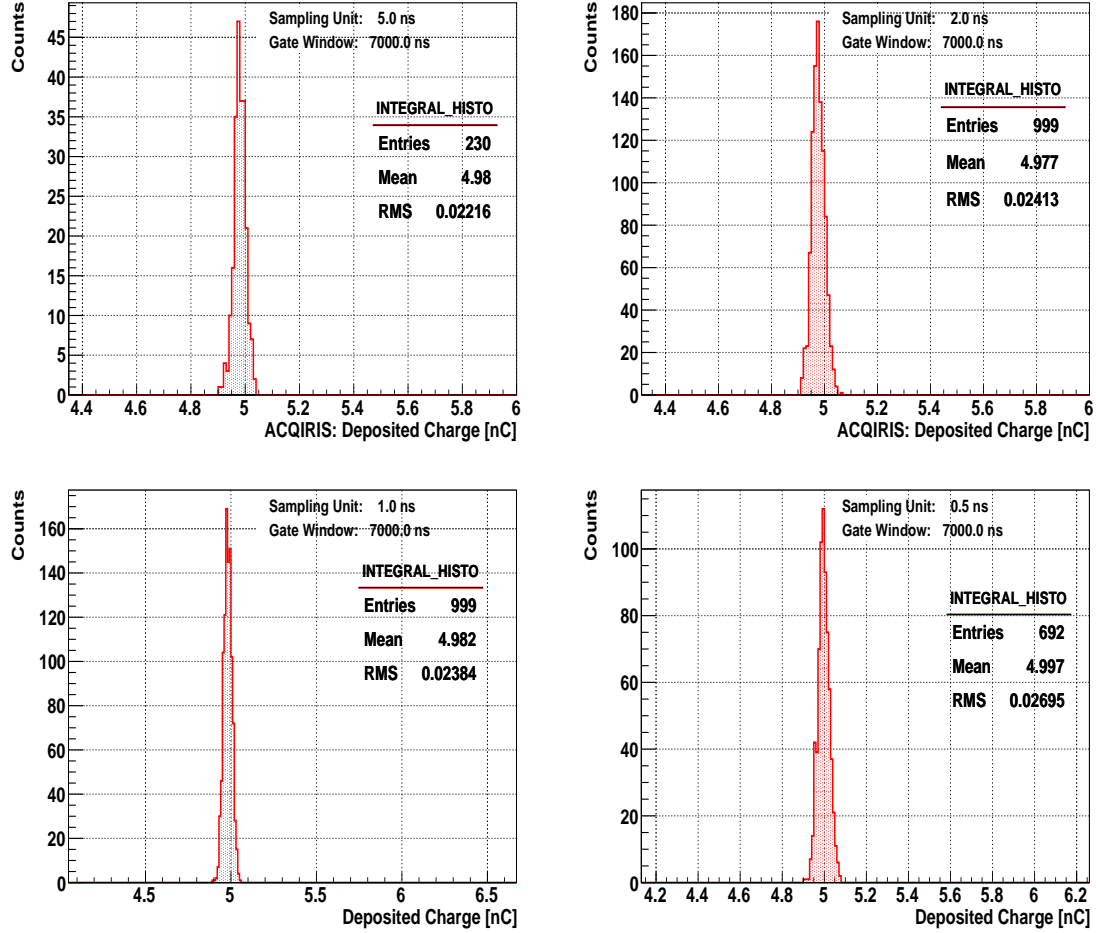 Counts
Sampling Unit: 5.0 ns
Gate Window: 7000.0 ns
INTEGRAL_HISTO
Entries 230
Mean 4.98
RMS 0.02216
45
40
35
30
25
20
15
10
5
0
4.4 4.6 4.8 5 5.2 5.4 5.6 5.8 6
ACQIRIS: Deposited Charge [nC]
Counts
Sampling Unit: 2.0 ns
Gate Window: 7000.0 ns
INTEGRAL_HISTO
Entries 999
Mean 4.977
RMS 0.02413
180
160
140
120
100
80
60
40
20
0
4.4 4.6 4.8 5 5.2 5.4 5.6 5.8 6
ACQIRIS: Deposited Charge [nC]
Counts
Sampling Unit: 1.0 ns
Gate Window: 7000.0 ns
INTEGRAL_HISTO
Entries 999
Mean 4.982
RMS 0.02384
160
140
120
100
80
60
40
20
0
4.5 5 5.5 6 6.5
Deposited Charge [nC]
Counts
Sampling Unit: 0.5 ns
Gate Window: 7000.0 ns
INTEGRAL_HISTO
Entries 692
Mean 4.997
RMS 0.02695
100
80
60
40
20
0
4.2 4.4 4.6 4.8 5 5.2 5.4 5.6 5.8 6 6.2
Deposited Charge [nC]